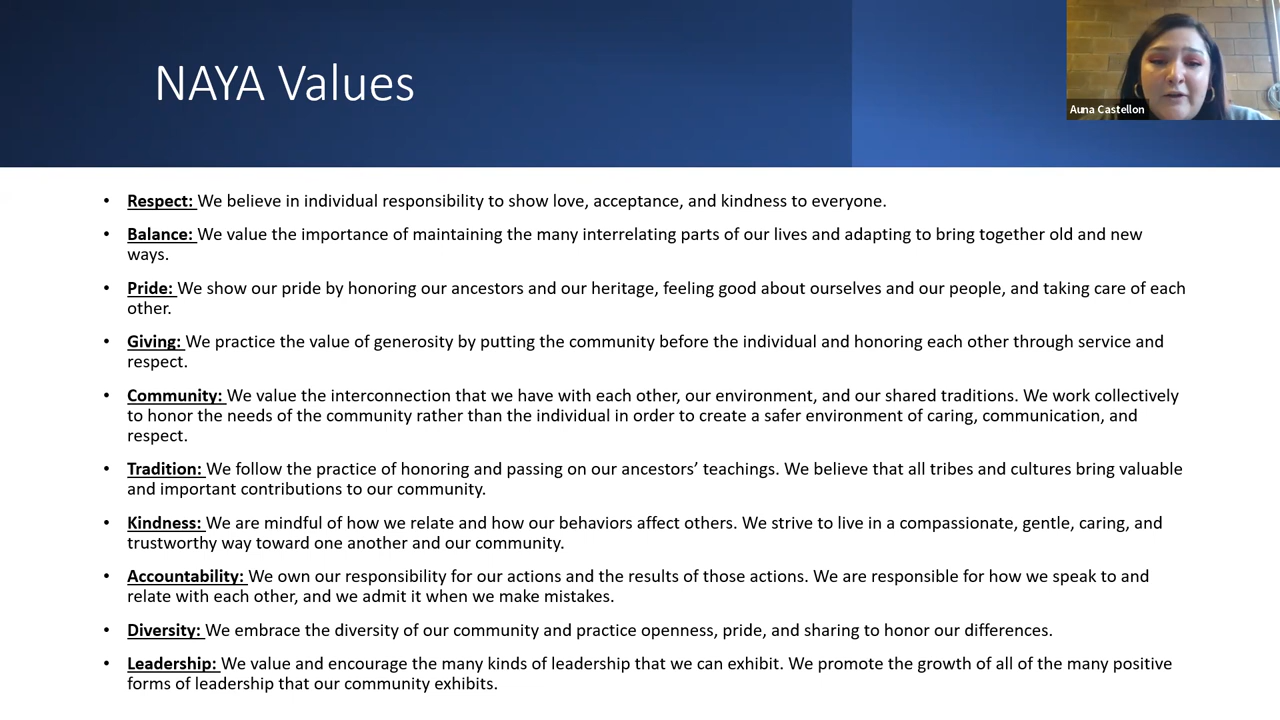 NAYA Values
Auna Castellon
• Respect: We believe in individual responsibility to show love, acceptance, and kindness to everyone.
• Balance: We value the importance of maintaining the many interrelating parts of our lives and adapting to bring together old and new
ways.
• Pride: We show our pride by honoring our ancestors and our heritage, feeling good about ourselves and our people, and taking care of each
other.
• Giving: We practice the value of generosity by putting the community before the individual and honoring each other through service and
respect.
• Community: We value the interconnection that we have with each other, our environment, and our shared traditions. We work collectively
to honor the needs of the community rather than the individual in order to create a safer environment of caring, communication, and
respect.
• Tradition: We follow the practice of honoring and passing on our ancestors’ teachings. We believe that all tribes and cultures bring valuable
and important contributions to our community.
• Kindness: We are mindful of how we relate and how our behaviors affect others. We strive to live in a compassionate, gentle, caring, and
trustworthy way toward one another and our community.
• Accountability: We own our responsibility for our actions and the results of those actions. We are responsible for how we speak to and
relate with each other, and we admit it when we make mistakes.
• Diversity: We embrace the diversity of our community and practice openness, pride, and sharing to honor our differences.
• Leadership: We value and encourage the many kinds of leadership that we can exhibit. We promote the growth of all of the many positive
forms of leadership that our community exhibits.